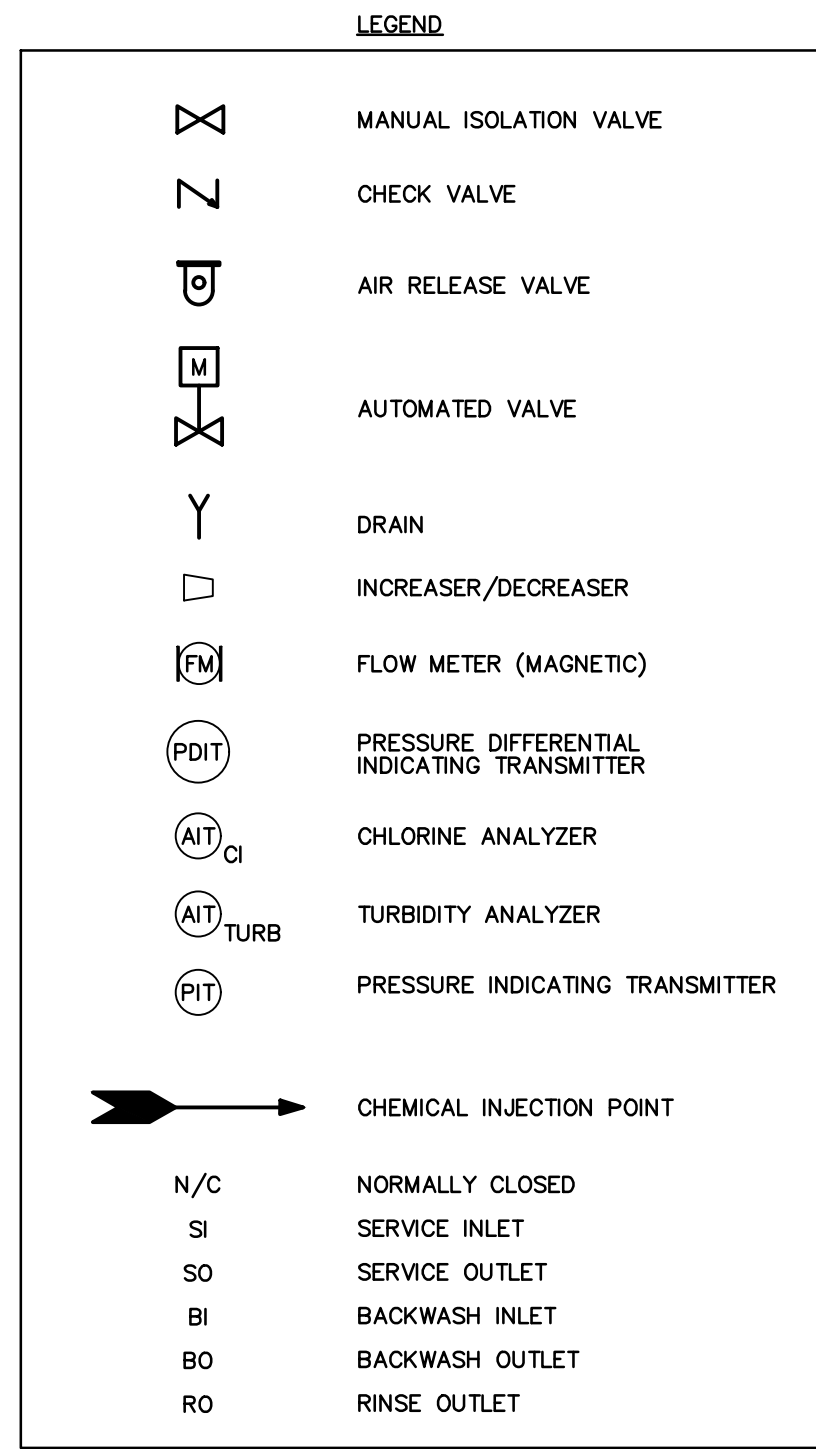 LEGEND
MANUAL ISOLATION VALVE
CHECK VALVE
AIR RELEASE VALVE
M
AUTOMATED VALVE
DRAIN
INCREASER/DECREASER
FM FLOW METER (MAGNETIC)
PDIT PRESSURE DIFFERENTIAL
INDICATING TRANSMITTER
AIT CI CHLORINE ANALYZER
AIT TURB TURBIDITY ANALYZER
PIT PRESSURE INDICATING TRANSMITTER
CHEMICAL INJECTION POINT
N/C NORMALLY CLOSED
SI SERVICE INLET
SO SERVICE OUTLET
BI BACKWASH INLET
BO BACKWASH OUTLET
RO RINSE OUTLET